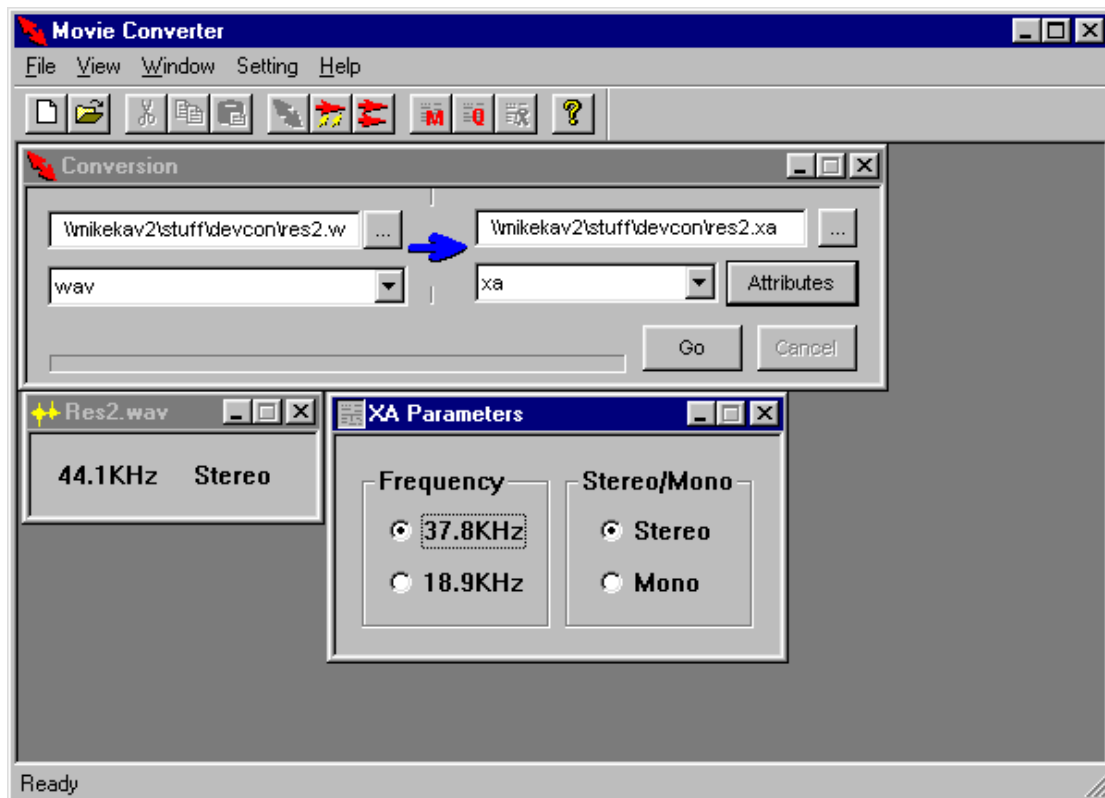 Movie Converter
File View Window Setting Help
M Q R ?
Conversion
\\mikekav2\stuff\devcon\res2.w ... \\mikekav2\stuff\devcon\res2.xa ...
wav xa Attributes
Go Cancel
Res2.wav
44.1KHz Stereo
XA Parameters
Frequency Stereo/Mono
37.8KHz Stereo
18.9KHz Mono
Ready